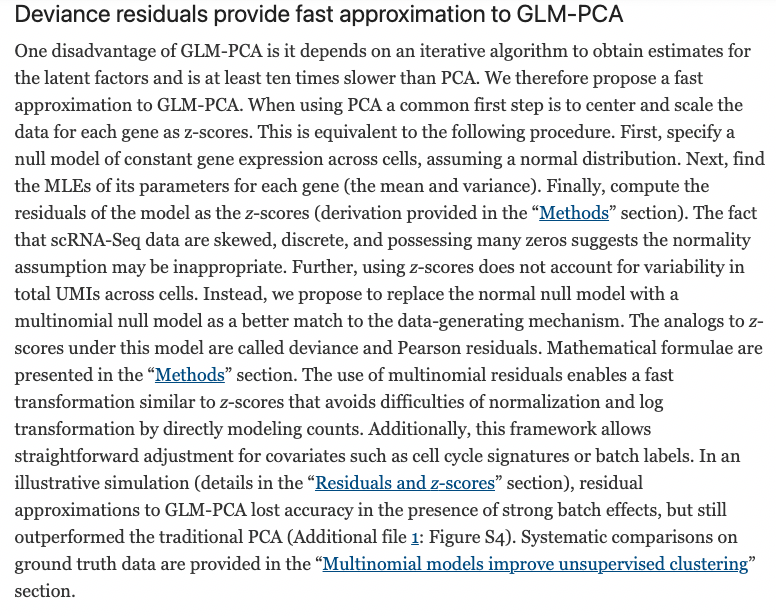 Deviance residuals provide fast approximation to GLM-PCA
One disadvantage of GLM-PCA is it depends on an iterative algorithm to obtain estimates for
the latent factors and is at least ten times slower than PCA. We therefore propose a fast
approximation to GLM-PCA. When using PCA a common first step is to center and scale the
data for each gene as z-scores. This is equivalent to the following procedure. First, specify a
null model of constant gene expression across cells, assuming a normal distribution. Next, find
the MLEs of its parameters for each gene (the mean and variance). Finally, compute the
residuals of the model as the z-scores (derivation provided in the “Methods” section). The fact
that scRNA-Seq data are skewed, discrete, and possessing many zeros suggests the normality
assumption may be inappropriate. Further, using z-scores does not account for variability in
total UMIs across cells. Instead, we propose to replace the normal null model with a
multinomial null model as a better match to the data-generating mechanism. The analogs to z-
scores under this model are called deviance and Pearson residuals. Mathematical formulae are
presented in the “Methods” section. The use of multinomial residuals enables a fast
transformation similar to z-scores that avoids difficulties of normalization and log
transformation by directly modeling counts. Additionally, this framework allows
straightforward adjustment for covariates such as cell cycle signatures or batch labels. In an
illustrative simulation (details in the “Residuals and z-scores” section), residual
approximations to GLM-PCA lost accuracy in the presence of strong batch effects, but still
outperformed the traditional PCA (Additional file 1: Figure S4). Systematic comparisons on
ground truth data are provided in the “Multinomial models improve unsupervised clustering”
section.